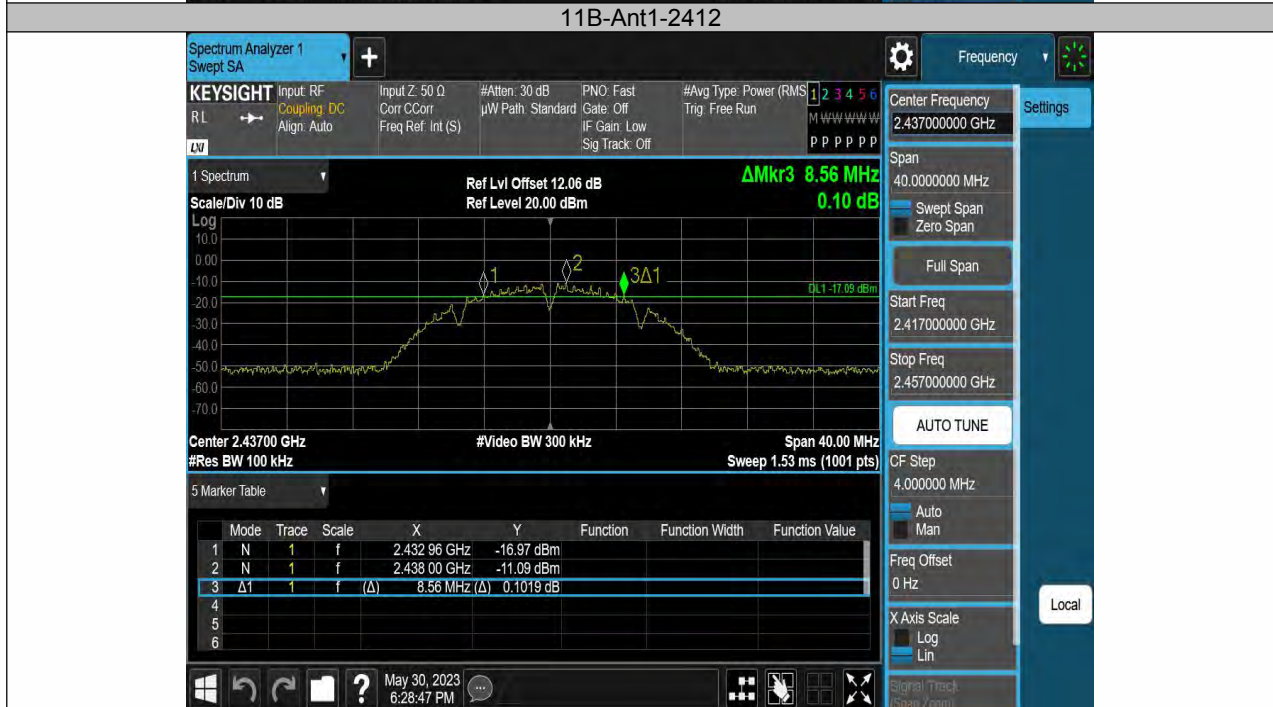 11B-Ant1-2412
Spectrum Analyzer 1
Swept SA
+
Frequency
KEYSIGHT Input: RF Input Z: 50 Ω #Atten: 30 dB PNO: Fast #Avg Type: Power (RMS 1 2 3 4 5 6
RL Coupling: DC Corr CCorr µW Path: Standard Gate: Off Trig: Free Run M W W W W W
Align: Auto Freq Ref: Int (S) IF Gain: Low
LXI Sig Track: Off P P P P P P
1 Spectrum Ref Lvl Offset 12.06 dB ΔMkr3 8.56 MHz
Scale/Div 10 dB Ref Level 20.00 dBm 0.10 dB
Log
10.0
0.00
-10.0
-20.0
-30.0
-40.0
-50.0
-60.0
-70.0
1
2
3Δ1
DL1 -17.09 dBm
Center 2.43700 GHz #Video BW 300 kHz Span 40.00 MHz
#Res BW 100 kHz Sweep 1.53 ms (1001 pts)
5 Marker Table
Mode Trace Scale X Y Function Function Width Function Value
1 N 1 f 2.432 96 GHz -16.97 dBm
2 N 1 f 2.438 00 GHz -11.09 dBm
3 Δ1 1 f (Δ) 8.56 MHz (Δ) 0.1019 dB
4
5
6
?
May 30, 2023
6:28:47 PM
Center Frequency
2.437000000 GHz
Settings
Span
40.0000000 MHz
Swept Span
Zero Span
Full Span
Start Freq
2.417000000 GHz
Stop Freq
2.457000000 GHz
AUTO TUNE
CF Step
4.000000 MHz
Auto
Man
Freq Offset
0 Hz
Local
X Axis Scale
Log
Lin
Signal Track
(Span Zoom)